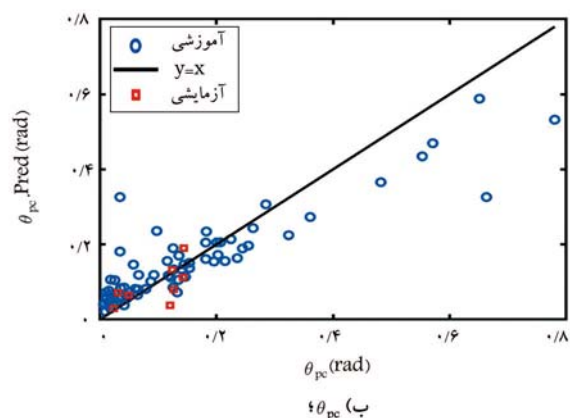 ۰/۸
۰/۶
۰/۴
۰/۲
۰
θpc.Pred (rad)
آموزشی
y=x
آزمایشی
۰ ۰/۲ ۰/۴ ۰/۶ ۰/۸
θpc (rad)
ب) θpc؛